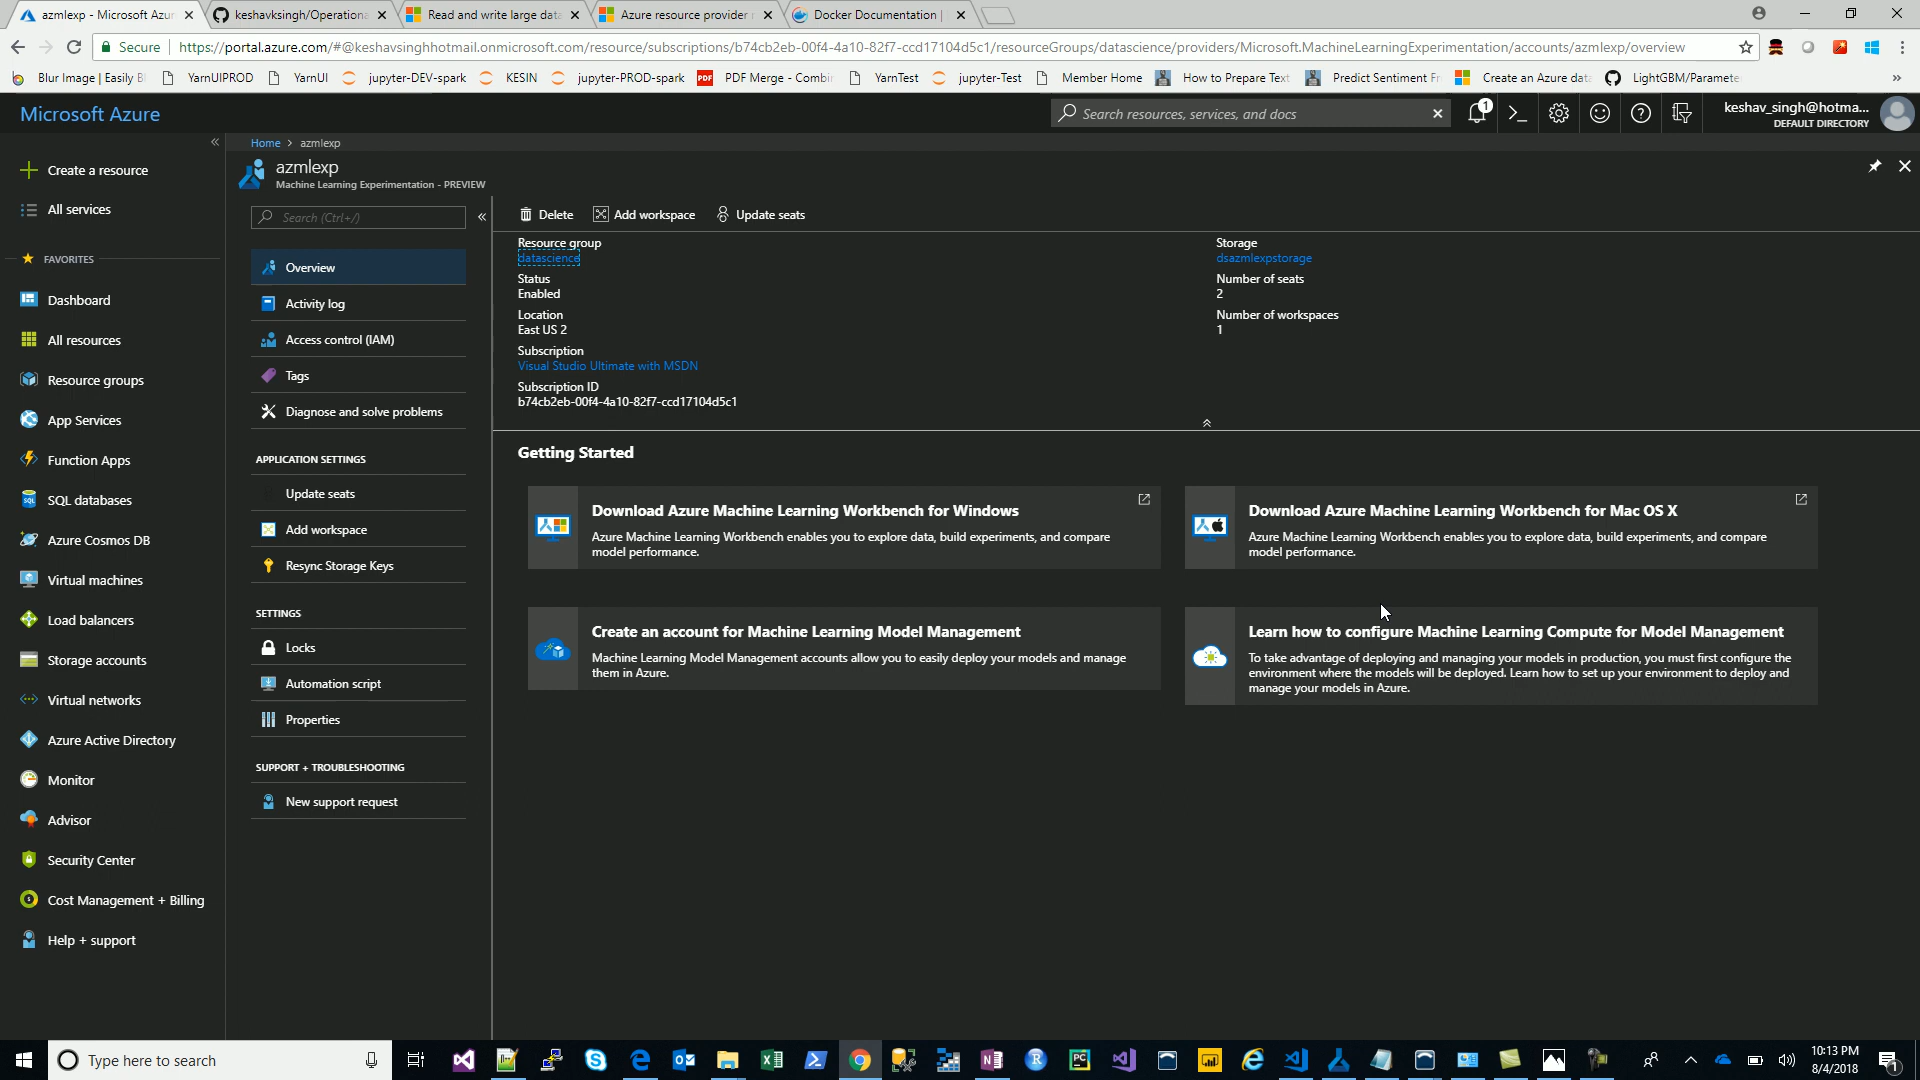 azmlexp - Microsoft Azur
keshavksingh/Operationa
Read and write large data
Azure resource provider
Docker Documentation |
Secure
https://portal.azure.com/#@keshavsinghhotmail.onmicrosoft.com/resource/subscriptions/b74cb2eb-00f4-4a10-82f7-ccd17104d5c1/resourceGroups/datascience/providers/Microsoft.MachineLearningExperimentation/accounts/azmlexp/overview
Blur Image | Easily B
YarnUIPROD
YarnUI
jupyter-DEV-spark
KESIN
jupyter-PROD-spark
PDF
PDF Merge - Combi
YarnTest
jupyter-Test
Member Home
How to Prepare Text
Predict Sentiment Fr
Create an Azure data
LightGBM/Paramete
»
Microsoft Azure
Search resources, services, and docs
1
keshav_singh@hotma...
DEFAULT DIRECTORY
Create a resource
All services
FAVORITES
Dashboard
All resources
Resource groups
App Services
Function Apps
SQL databases
Azure Cosmos DB
Virtual machines
Load balancers
Storage accounts
Virtual networks
Azure Active Directory
Monitor
Advisor
Security Center
Cost Management + Billing
Help + support
Home > azmlexp
azmlexp
Machine Learning Experimentation - PREVIEW
Search (Ctrl+/)
Overview
Activity log
Access control (IAM)
Tags
Diagnose and solve problems
APPLICATION SETTINGS
Update seats
Add workspace
Resync Storage Keys
SETTINGS
Locks
Automation script
Properties
SUPPORT + TROUBLESHOOTING
New support request
Delete
Add workspace
Update seats
Resource group
datascience
Status
Enabled
Location
East US 2
Subscription
Visual Studio Ultimate with MSDN
Subscription ID
b74cb2eb-00f4-4a10-82f7-ccd17104d5c1
Storage
dsazmlexpstorage
Number of seats
2
Number of workspaces
1
Getting Started
Download Azure Machine Learning Workbench for Windows
Azure Machine Learning Workbench enables you to explore data, build experiments, and compare
model performance.
Download Azure Machine Learning Workbench for Mac OS X
Azure Machine Learning Workbench enables you to explore data, build experiments, and compare
model performance.
Create an account for Machine Learning Model Management
Machine Learning Model Management accounts allow you to easily deploy your models and manage
them in Azure.
Learn how to configure Machine Learning Compute for Model Management
To take advantage of deploying and managing your models in production, you must first configure the
environment where the models will be deployed. Learn how to set up your environment to deploy and
manage your models in Azure.
Type here to search
10:13 PM
8/4/2018
1